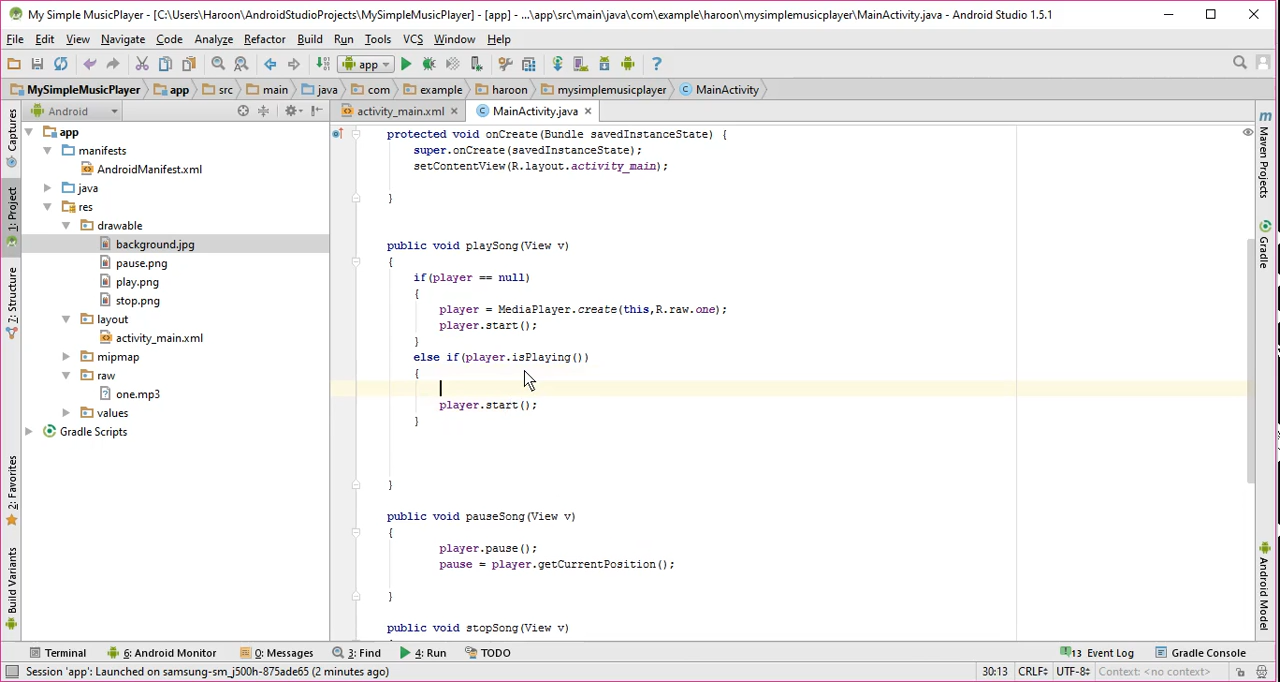 My Simple MusicPlayer - [C:\Users\Haroon\AndroidStudioProjects\MySimpleMusicPlayer] - [app] - ...\app\src\main\java\com\example\haroon\mysimplemusicplayer\MainActivity.java - Android Studio 1.5.1
File Edit View Navigate Code Analyze Refactor Build Run Tools VCS Window Help
app
MySimpleMusicPlayer app src main java com example haroon mysimplemusicplayer MainActivity
Android activity_main.xml MainActivity.java
Captures
1: Project
7: Structure
2: Favorites
Build Variants
app
manifests
AndroidManifest.xml
java
res
drawable
background.jpg
pause.png
play.png
stop.png
layout
activity_main.xml
mipmap
raw
one.mp3
values
Gradle Scripts
protected void onCreate(Bundle savedInstanceState) {
super.onCreate(savedInstanceState);
setContentView(R.layout.activity_main);
}
public void playSong(View v)
{
if(player == null)
{
player = MediaPlayer.create(this,R.raw.one);
player.start();
}
else if(player.isPlaying())
{
player.start();
}
}
public void pauseSong(View v)
{
player.pause();
pause = player.getCurrentPosition();
}
public void stopSong(View v)
m
Maven Projects
Gradle
Android Model
Terminal 6: Android Monitor 0: Messages 3: Find 4: Run TODO 13 Event Log Gradle Console
Session 'app': Launched on samsung-sm_j500h-875ade65 (2 minutes ago) 30:13 CRLF UTF-8 Context: <no context>